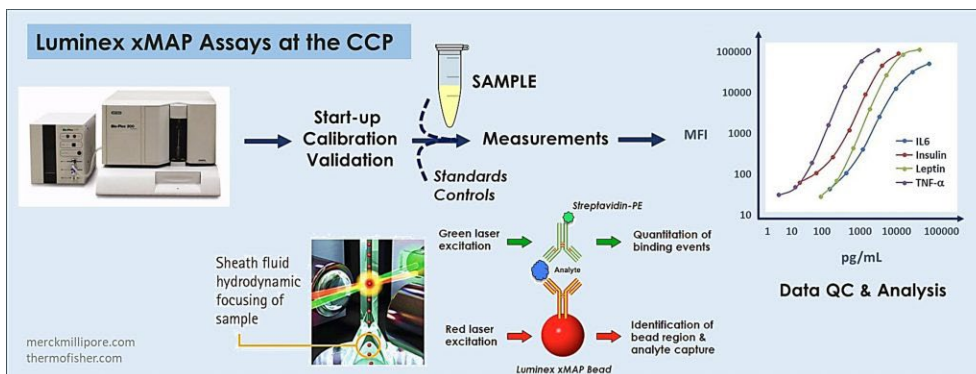 Luminex xMAP Assays at the CCP
SAMPLE
Start-up
Calibration
Validation
Measurements
Standards
Controls
MFI
100000
10000
1000
100
10
1
10
100
1000
10000
100000
pg/mL
IL6
Insulin
Leptin
TNF-α
Data QC & Analysis
Sheath fluid
hydrodynamic
focusing of
sample
Streptavidin-PE
Green laser
excitation
Quantitation of
binding events
Analyte
Red laser
excitation
Identification of
bead region &
analyte capture
Luminex xMAP Bead
merckmillipore.com
thermofisher.com